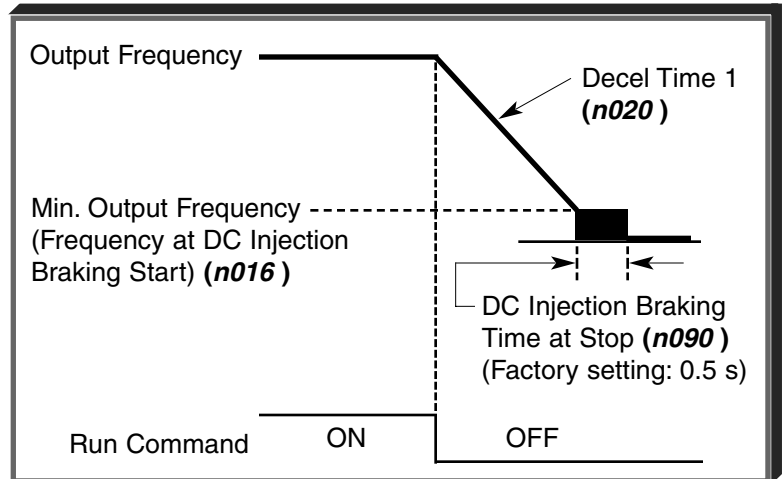 Output Frequency
Decel Time 1
(n020 )
Min. Output Frequency
(Frequency at DC Injection
Braking Start) (n016 )
DC Injection Braking
Time at Stop (n090 )
(Factory setting: 0.5 s)
Run Command
ON
OFF